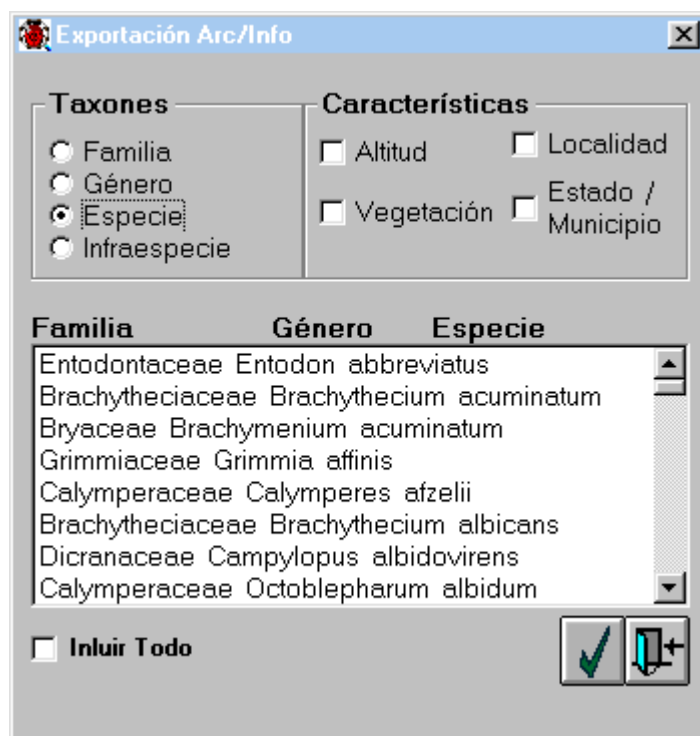 Exportación Arc/Info
Taxones
Familia
Género
Especie
Infraespecie
Características
Altitud
Localidad
Vegetación
Estado /
Municipio
Familia Género Especie
Entodontaceae Entodon abbreviatus
Brachytheciaceae Brachythecium acuminatum
Bryaceae Brachymenium acuminatum
Grimmiaceae Grimmia affinis
Calymperaceae Calymperes afzelii
Brachytheciaceae Brachythecium albicans
Dicranaceae Campylopus albidovirens
Calymperaceae Octoblepharum albidum
Inluir Todo